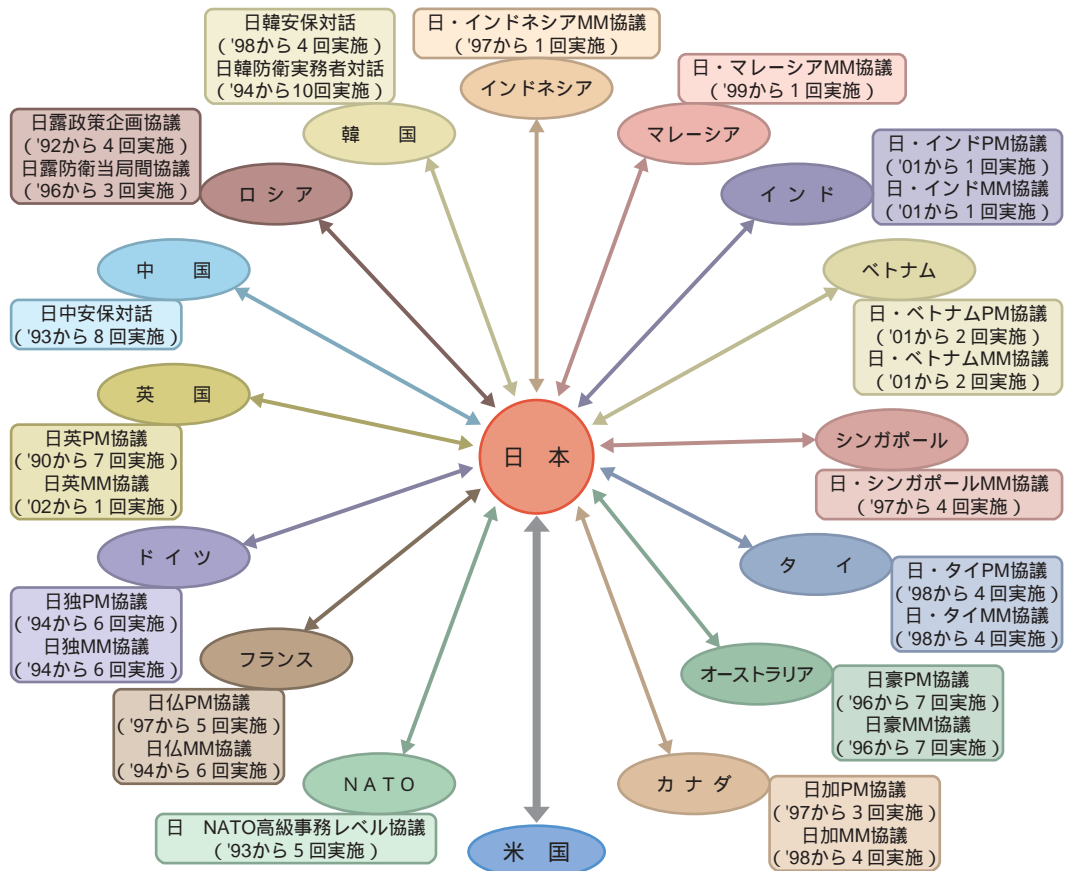 日韓安保対話
( '98から 4 回実施 )
日韓防衛実務者対話
( '94から10回実施 )
韓　国
日・インドネシアMM協議
( '97から 1 回実施 )
インドネシア
日・マレーシアMM協議
( '99から 1 回実施 )
マレーシア
日露政策企画協議
( '92から 4 回実施 )
日露防衛当局間協議
( '96から 3 回実施 )
ロ シ ア
日・インドPM協議
( '01から 1 回実施 )
日・インドMM協議
( '01から 1 回実施 )
イ ン ド
中　国
日中安保対話
( '93から 8 回実施 )
ベトナム
日・ベトナムPM協議
( '01から 2 回実施 )
日・ベトナムMM協議
( '01から 2 回実施 )
英　国
日英PM協議
( '90から 7 回実施 )
日英MM協議
( '02から 1 回実施 )
日　本
シンガポール
日・シンガポールMM協議
( '97から 4 回実施 )
ド イ ツ
日独PM協議
( '94から 6 回実施 )
日独MM協議
( '94から 6 回実施 )
タ　イ
日・タイPM協議
( '98から 4 回実施 )
日・タイMM協議
( '98から 4 回実施 )
フランス
日仏PM協議
( '97から 5 回実施 )
日仏MM協議
( '94から 6 回実施 )
オーストラリア
日豪PM協議
( '96から 7 回実施 )
日豪MM協議
( '96から 7 回実施 )
N A T O
日　NATO高級事務レベル協議
( '93から 5 回実施 )
米　国
カ ナ ダ
日加PM協議
( '97から 3 回実施 )
日加MM協議
( '98から 4 回実施 )